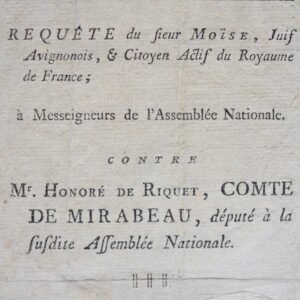 REQUÊTE du ſieur MOÏSE, Juif
Avignonois, & Citoyen Actif du Royaume
de France;
à Meſſeigneurs de l'Aſſemblée Nationale.
CONTRE
Mr. HONORÉ DE RIQUET, COMTE
DE MIRABEAU, député à la
ſuſdite Aſſemblée Nationale.